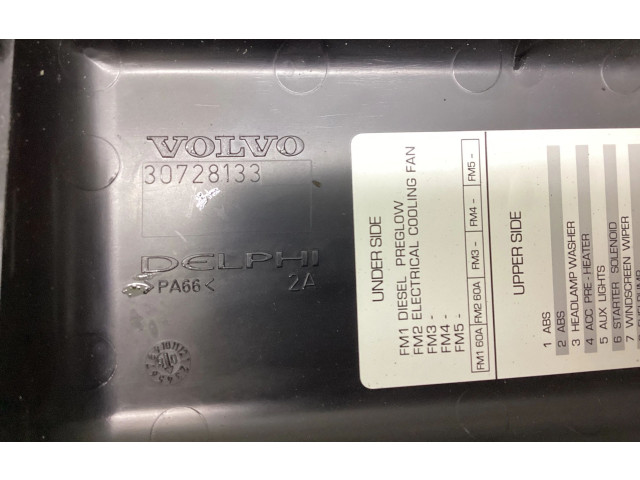 VOLVO
30728133
DELPHI
>PA66< 2A
UNDER SIDE
FM1 DIESEL PREGLOW
FM2 ELECTRICAL COOLING FAN
FM3 -
FM4 -
FM5 -
FM1 60A FM2 60A FM3 - FM4 - FM5 -
UPPER SIDE
1 ABS
2 ABS
3 HEADLAMP WASHER
4 ACC PRE-HEATER
5 AUX LIGHTS
6 STARTER SOLENOID
7 WINDSCREEN WIPER